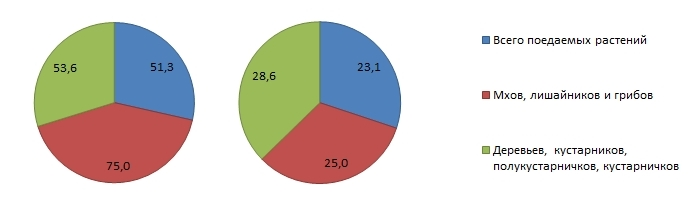 53,6
51,3
75,0
28,6
23,1
25,0
Всего поедаемых растений
Мхов, лишайников и грибов
Деревьев, кустарников,
полукустарничков, кустарничков